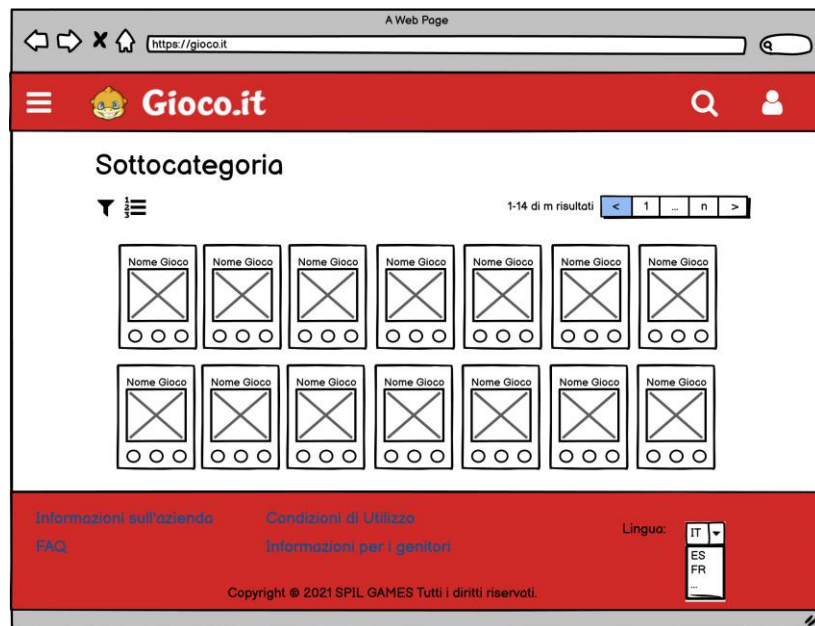 A Web Page
https://gioco.it
Gioco.it
Sottocategoria
1-14 di m risultati < 1 ... n >
1 2 3
Nome Gioco Nome Gioco Nome Gioco Nome Gioco Nome Gioco Nome Gioco Nome Gioco
Nome Gioco Nome Gioco Nome Gioco Nome Gioco Nome Gioco Nome Gioco Nome Gioco
Informazioni sull'azienda Condizioni di Utilizzo Lingua: IT
FAQ Informazioni per i genitori ES
FR
...
Copyright © 2021 SPIL GAMES Tutti i diritti riservati.